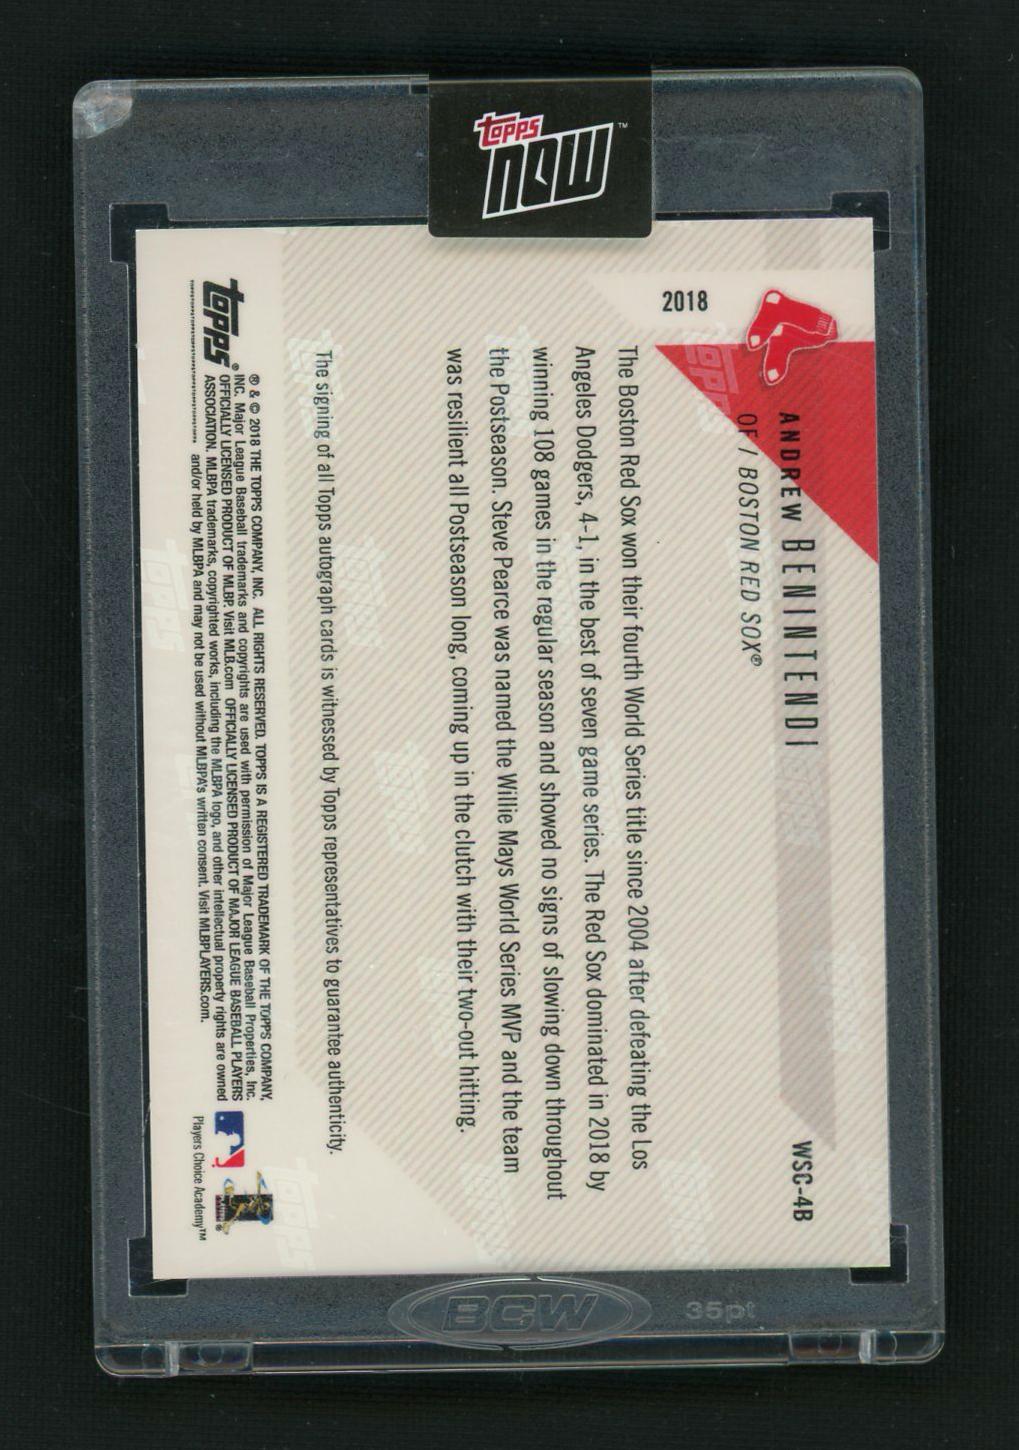 topps NOW™
2018
ANDREW BENINTENDI
OF / BOSTON RED SOX®
WSC-4B
The Boston Red Sox won their fourth World Series title since 2004 after defeating the Los
Angeles Dodgers, 4-1, in the best of seven game series. The Red Sox dominated in 2018 by
winning 108 games in the regular season and showed no signs of slowing down throughout
the Postseason. Steve Pearce was named the Willie Mays World Series MVP and the team
was resilient all Postseason long, coming up in the clutch with their two-out hitting.
The signing of all Topps autograph cards is witnessed by Topps representatives to guarantee authenticity.
topps®
® & © 2018 THE TOPPS COMPANY, INC. ALL RIGHTS RESERVED. TOPPS IS A REGISTERED TRADEMARK OF THE TOPPS COMPANY,
INC. Major League Baseball trademarks and copyrights are used with permission of Major League Baseball Properties, Inc.
OFFICIALLY LICENSED PRODUCT OF MLBP. Visit MLB.com OFFICIALLY LICENSED PRODUCT OF MAJOR LEAGUE BASEBALL PLAYERS
ASSOCIATION. MLBPA trademarks, copyrighted works, including the MLBPA logo, and other intellectual property rights are owned
and/or held by MLBPA and may not be used without MLBPA's written consent. Visit MLBPLAYERS.com.
Players Choice Academy™
BCW
35pt